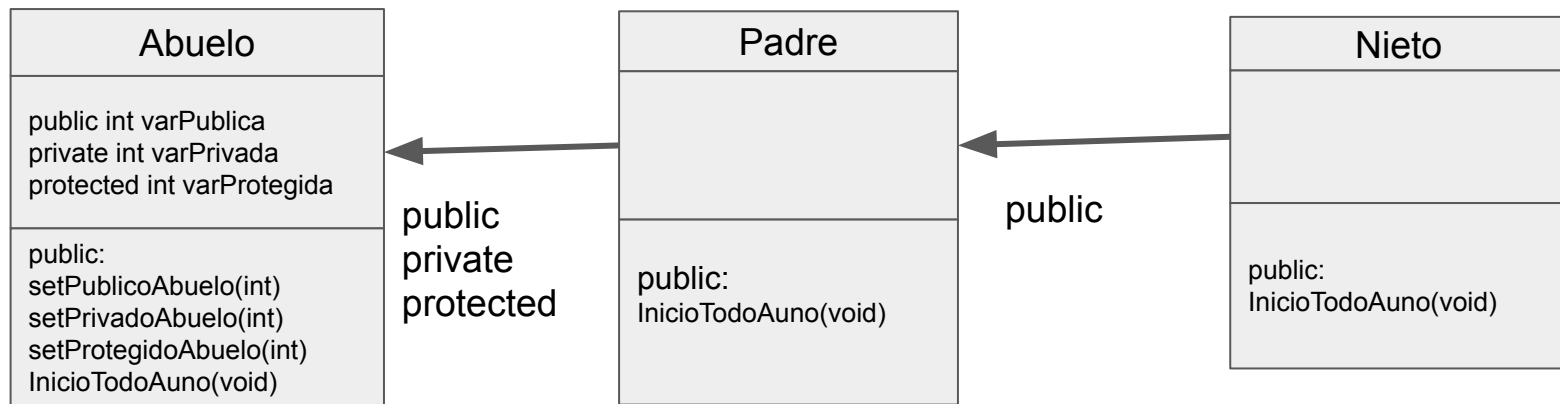 Abuelo
public int varPublica
private int varPrivada
protected int varProtegida
public:
setPublicoAbuelo(int)
setPrivadoAbuelo(int)
setProtegidoAbuelo(int)
InicioTodoAuno(void)
public
private
protected
Padre
public:
InicioTodoAuno(void)
public
Nieto
public:
InicioTodoAuno(void)